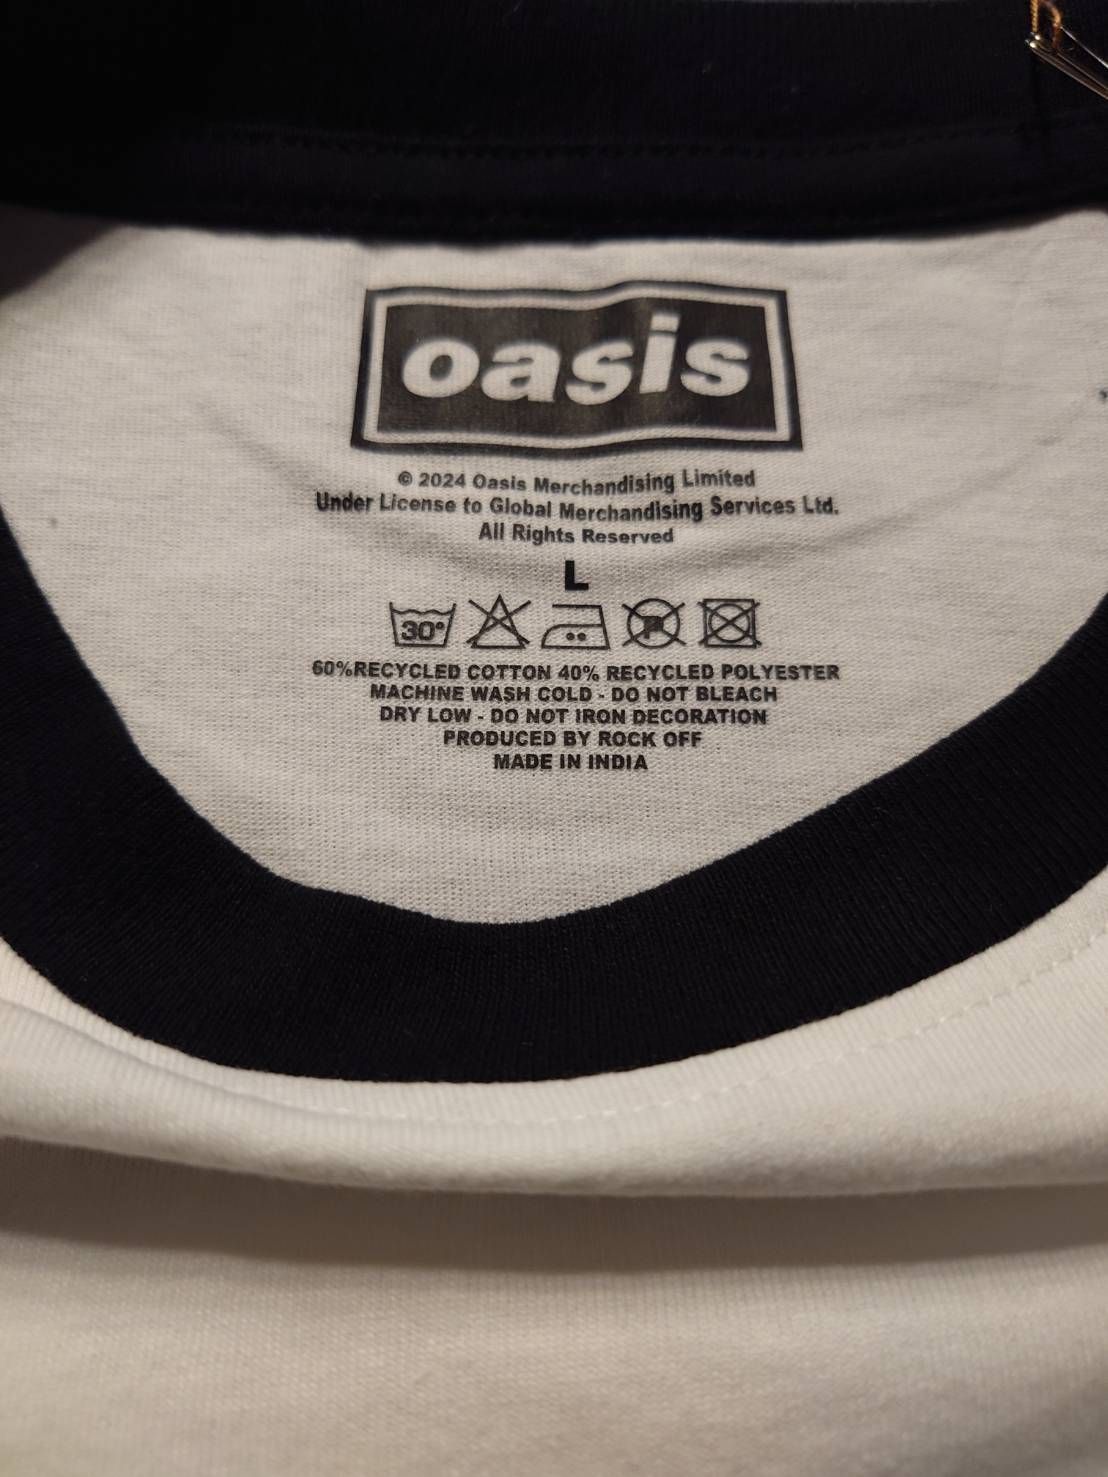 oasis
© 2024 Oasis Merchandising Limited
Under License to Global Merchandising Services Ltd.
All Rights Reserved
L
30°
P
60%RECYCLED COTTON 40% RECYCLED POLYESTER
MACHINE WASH COLD - DO NOT BLEACH
DRY LOW - DO NOT IRON DECORATION
PRODUCED BY ROCK OFF
MADE IN INDIA